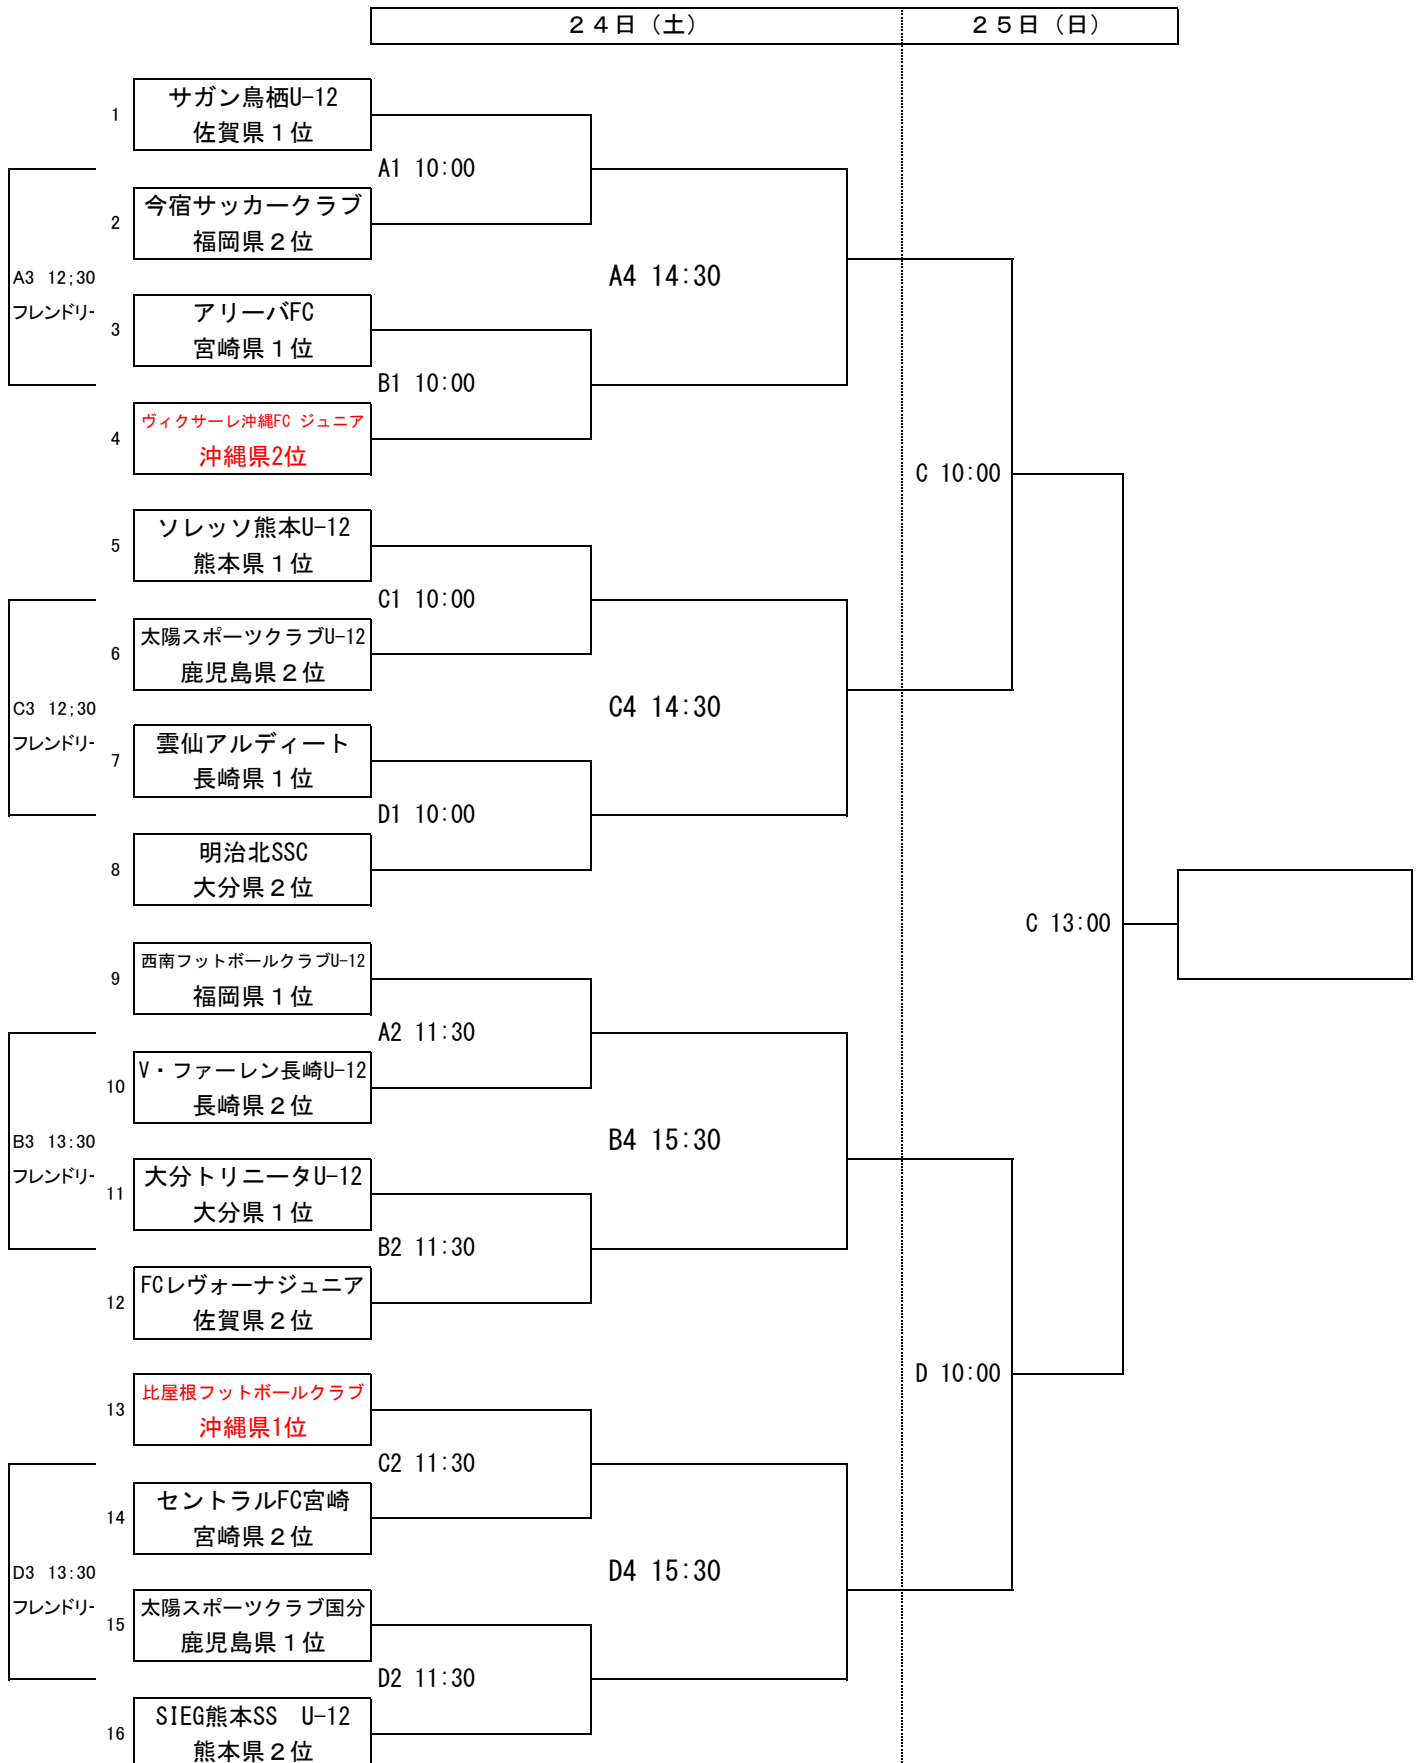 ２４日（土）
２５日（日）
1
サガン鳥栖U-12
佐賀県１位
A1 10:00
2
今宿サッカークラブ
福岡県２位
A3 12;30
フレンドリ-
A4 14:30
3
アリーバFC
宮崎県１位
B1 10:00
4
ヴィクサーレ沖縄FC ジュニア
沖縄県2位
C 10:00
5
ソレッソ熊本U-12
熊本県１位
C1 10:00
6
太陽スポーツクラブU-12
鹿児島県２位
C3 12;30
フレンドリ-
C4 14:30
7
雲仙アルディート
長崎県１位
D1 10:00
8
明治北SSC
大分県２位
C 13:00
9
西南フットボールクラブU-12
福岡県１位
A2 11:30
10
V・ファーレン長崎U-12
長崎県２位
B3 13:30
フレンドリ-
B4 15:30
11
大分トリニータU-12
大分県１位
B2 11:30
12
FCレヴォーナジュニア
佐賀県２位
D 10:00
13
比屋根フットボールクラブ
沖縄県1位
C2 11:30
14
セントラルFC宮崎
宮崎県２位
D3 13:30
フレンドリ-
D4 15:30
15
太陽スポーツクラブ国分
鹿児島県１位
D2 11:30
16
SIEG熊本SS　U-12
熊本県２位